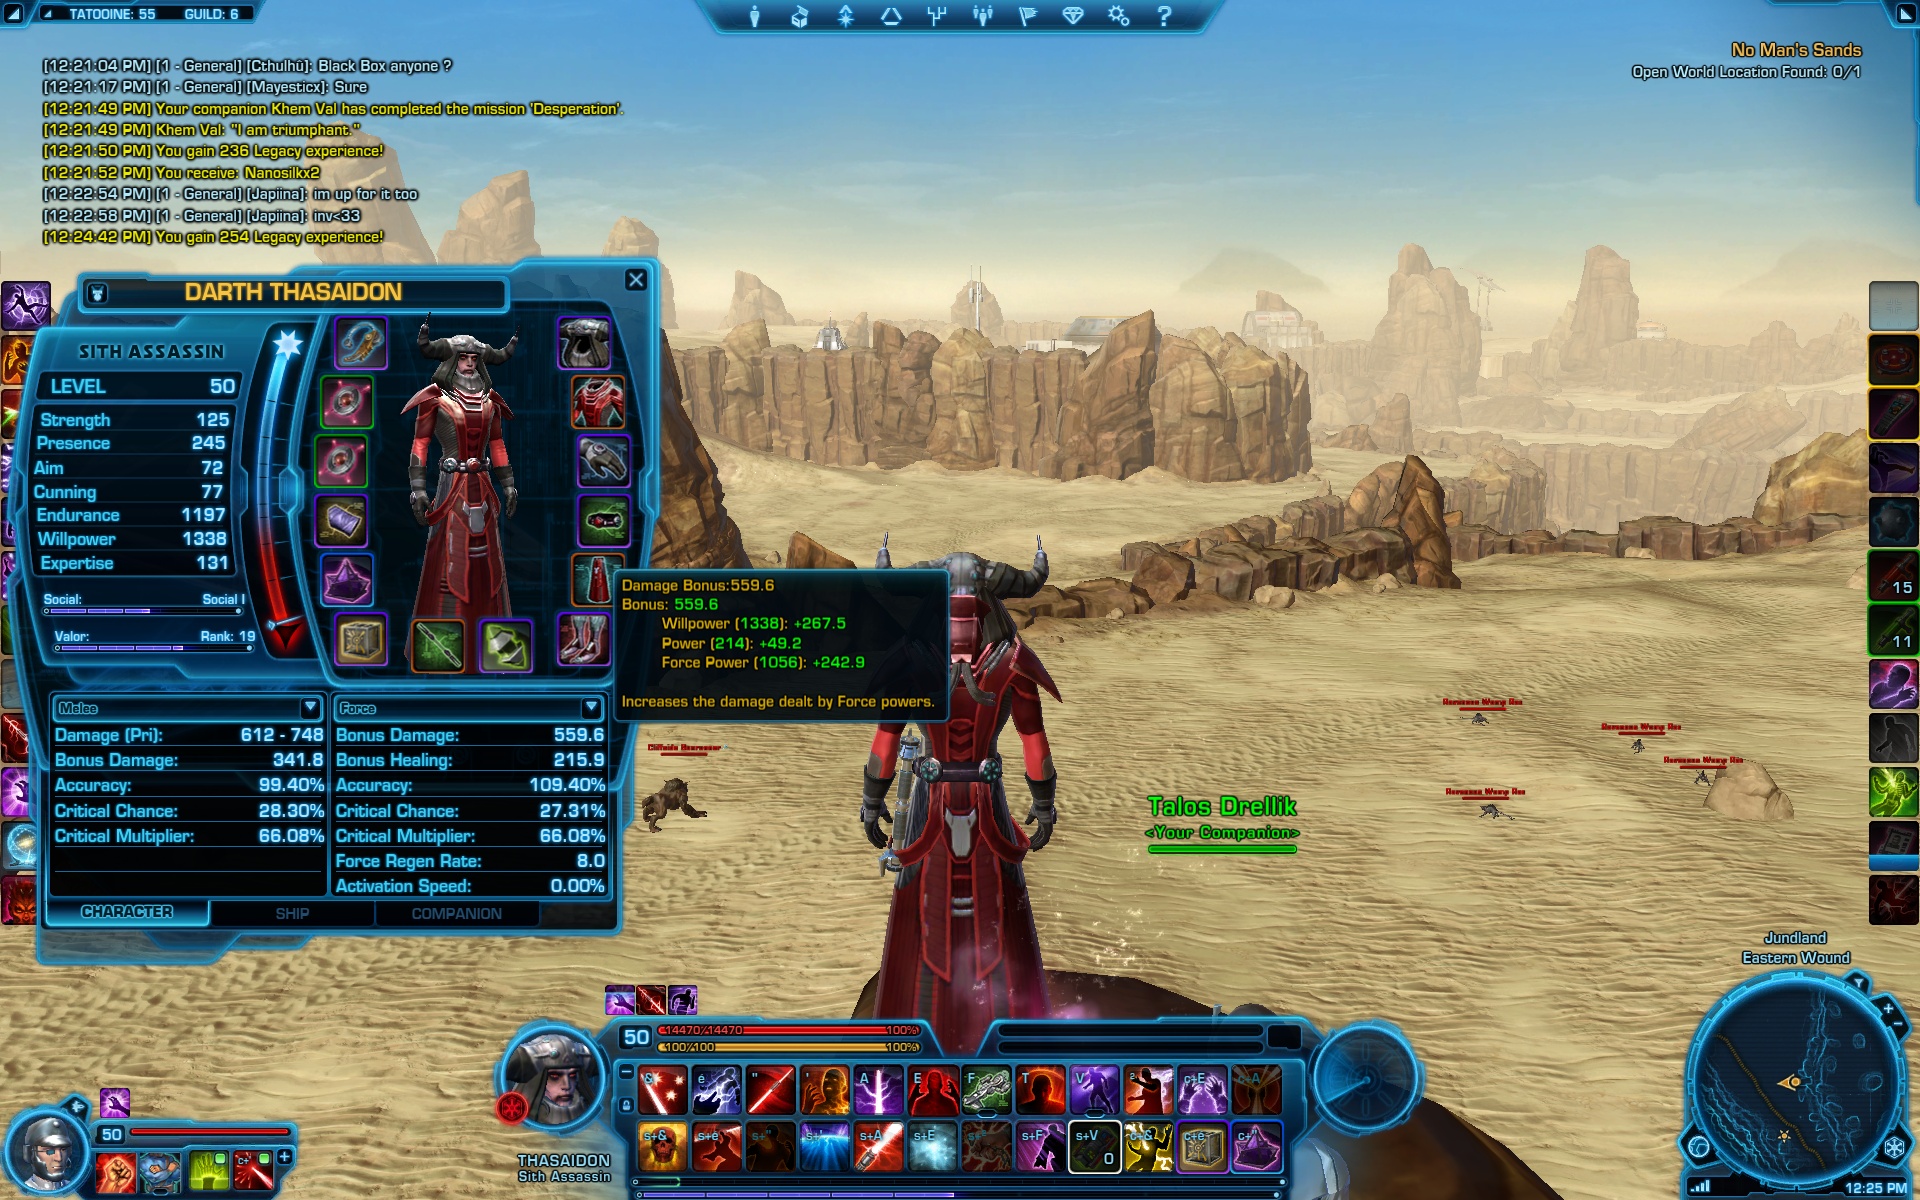 TATOOINE: 55 GUILD: 6
[12:21:04 PM] [1 - General] [Cthulhû]: Black Box anyone ?
[12:21:17 PM] [1 - General] [Mayesticx]: Sure
[12:21:49 PM] Your companion Khem Val has completed the mission 'Desperation'.
[12:21:49 PM] Khem Val: "I am triumphant."
[12:21:50 PM] You gain 236 Legacy experience!
[12:21:52 PM] You receive: Nanosilkx2
[12:22:54 PM] [1 - General] [Japiina]: im up for it too
[12:22:58 PM] [1 - General] [Japiina]: inv<33
[12:24:42 PM] You gain 254 Legacy experience!
No Man's Sands
Open World Location Found: 0/1
DARTH THASAIDON
SITH ASSASSIN
LEVEL 50
Strength 125
Presence 245
Aim 72
Cunning 77
Endurance 1197
Willpower 1338
Expertise 131
Social: Social I
Valor: Rank: 19
Damage Bonus:559.6
Bonus: 559.6
Willpower (1338): +267.5
Power (214): +49.2
Force Power (1056): +242.9
Increases the damage dealt by Force powers.
Melee
Damage (Pri): 612 - 748
Bonus Damage: 341.8
Accuracy: 99.40%
Critical Chance: 28.30%
Critical Multiplier: 66.08%
Force
Bonus Damage: 559.6
Bonus Healing: 215.9
Accuracy: 109.40%
Critical Chance: 27.31%
Critical Multiplier: 66.08%
Force Regen Rate: 8.0
Activation Speed: 0.00%
CHARACTER SHIP COMPANION
Talos Drellik
<Your Companion>
15
11
Jundland
Eastern Wound
50 14470/14470 100%
100/100 100%
& é " ' A E F T V ² c+E c+A
s+& s+é s+" s+' s+A s+E s+F s+V 0 c+& c+é c+"
THASAIDON
Sith Assassin
50
12:25 PM